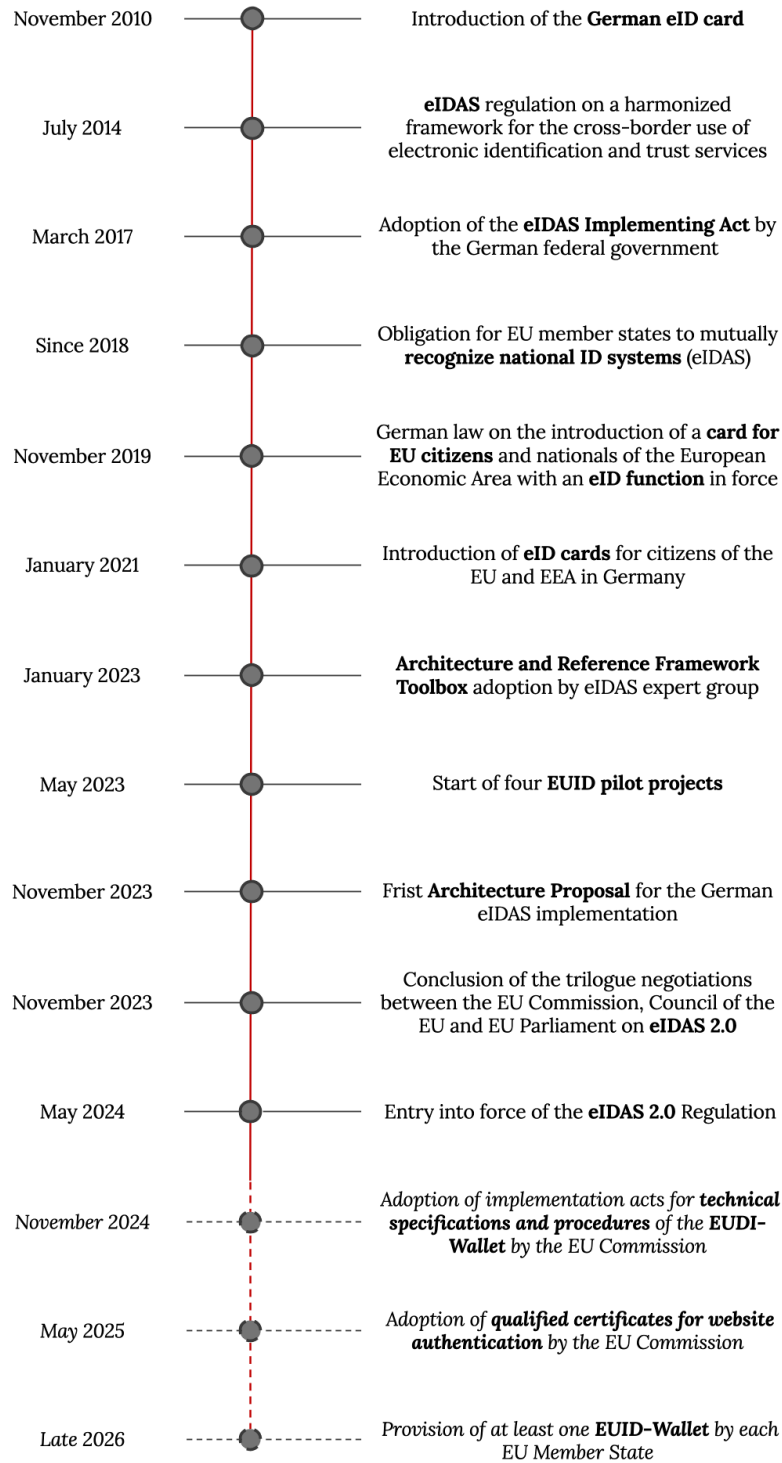 November 2010
Introduction of the German eID card
July 2014
eIDAS regulation on a harmonized
framework for the cross-border use of
electronic identification and trust services
March 2017
Adoption of the eIDAS Implementing Act by
the German federal government
Since 2018
Obligation for EU member states to mutually
recognize national ID systems (eIDAS)
November 2019
German law on the introduction of a card for
EU citizens and nationals of the European
Economic Area with an eID function in force
January 2021
Introduction of eID cards for citizens of the
EU and EEA in Germany
January 2023
Architecture and Reference Framework
Toolbox adoption by eIDAS expert group
May 2023
Start of four EUID pilot projects
November 2023
Frist Architecture Proposal for the German
eIDAS implementation
November 2023
Conclusion of the trilogue negotiations
between the EU Commission, Council of the
EU and EU Parliament on eIDAS 2.0
May 2024
Entry into force of the eIDAS 2.0 Regulation
November 2024
Adoption of implementation acts for technical
specifications and procedures of the EUDI-
Wallet by the EU Commission
May 2025
Adoption of qualified certificates for website
authentication by the EU Commission
Late 2026
Provision of at least one EUID-Wallet by each
EU Member State